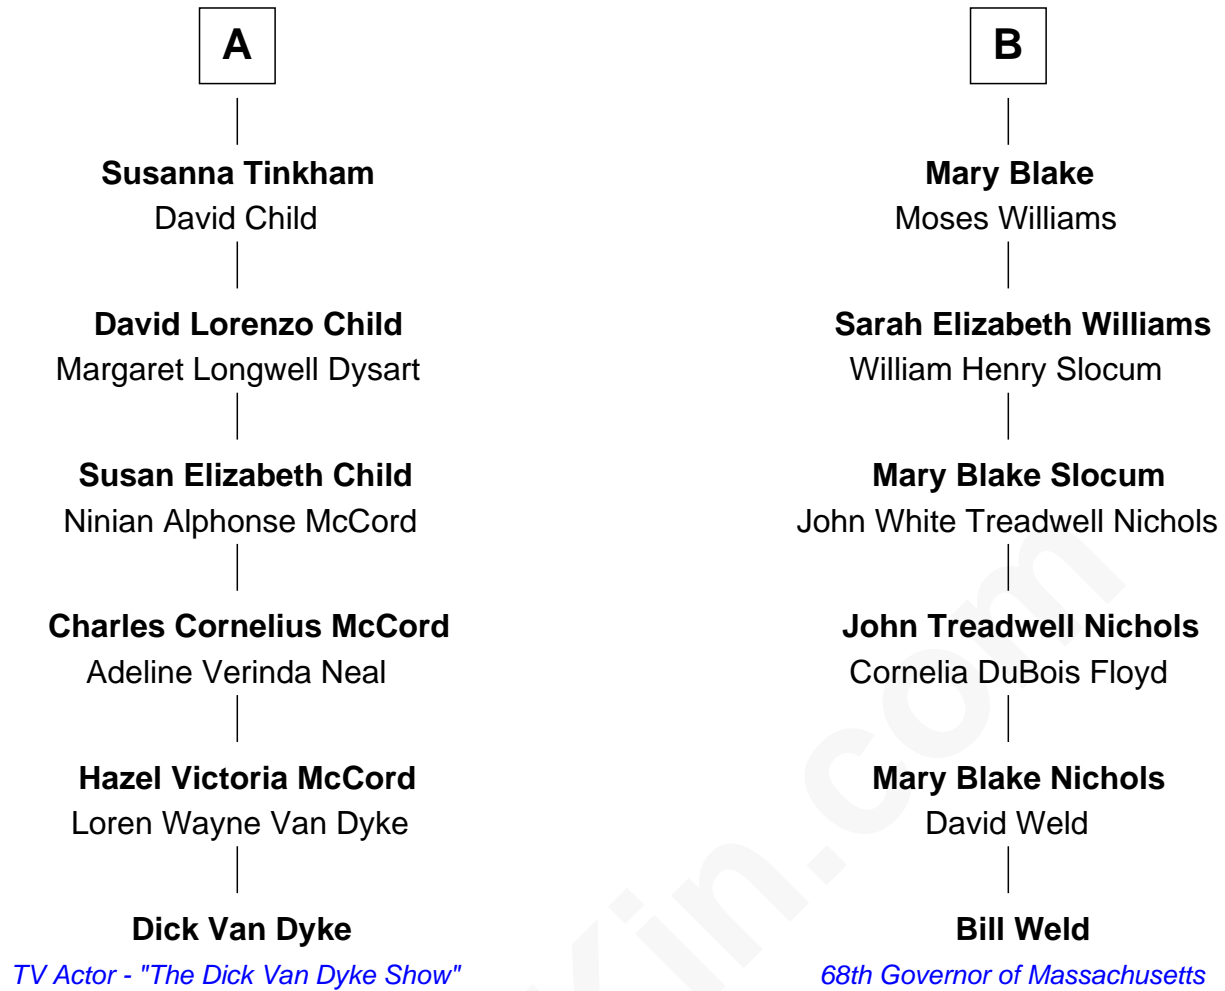 A
B
Susanna Tinkham
David Child
Mary Blake
Moses Williams
David Lorenzo Child
Margaret Longwell Dysart
Sarah Elizabeth Williams
William Henry Slocum
Susan Elizabeth Child
Ninian Alphonse McCord
Mary Blake Slocum
John White Treadwell Nichols
Charles Cornelius McCord
Adeline Verinda Neal
John Treadwell Nichols
Cornelia DuBois Floyd
Hazel Victoria McCord
Loren Wayne Van Dyke
Mary Blake Nichols
David Weld
Dick Van Dyke
TV Actor - "The Dick Van Dyke Show"
Bill Weld
68th Governor of Massachusetts